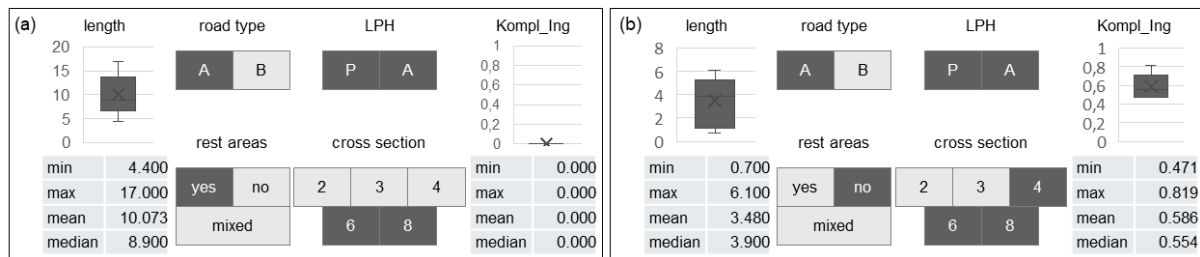 (a) length road type LPH Kompl_Ing
20
15
10
5
0
A B
P A
1
0,8
0,6
0,4
0,2
0
rest areas cross section
min 4.400
max 17.000
mean 10.073
median 8.900
yes no
mixed
2 3 4
6 8
min 0.000
max 0.000
mean 0.000
median 0.000
(b) length road type LPH Kompl_Ing
8
6
4
2
0
A B
P A
1
0,8
0,6
0,4
0,2
0
rest areas cross section
min 0.700
max 6.100
mean 3.480
median 3.900
yes no
mixed
2 3 4
6 8
min 0.471
max 0.819
mean 0.586
median 0.554